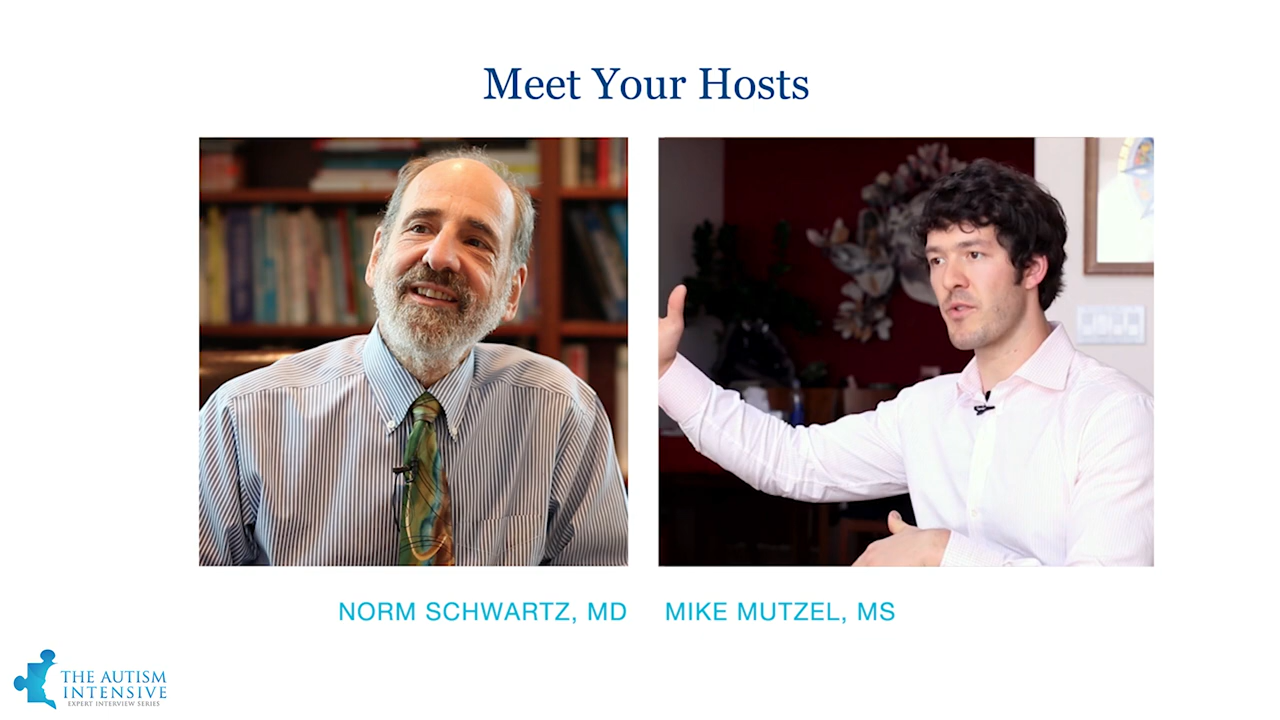 Meet Your Hosts
NORM SCHWARTZ, MD
MIKE MUTZEL, MS
THE AUTISM
INTENSIVE
EXPERT INTERVIEW SERIES